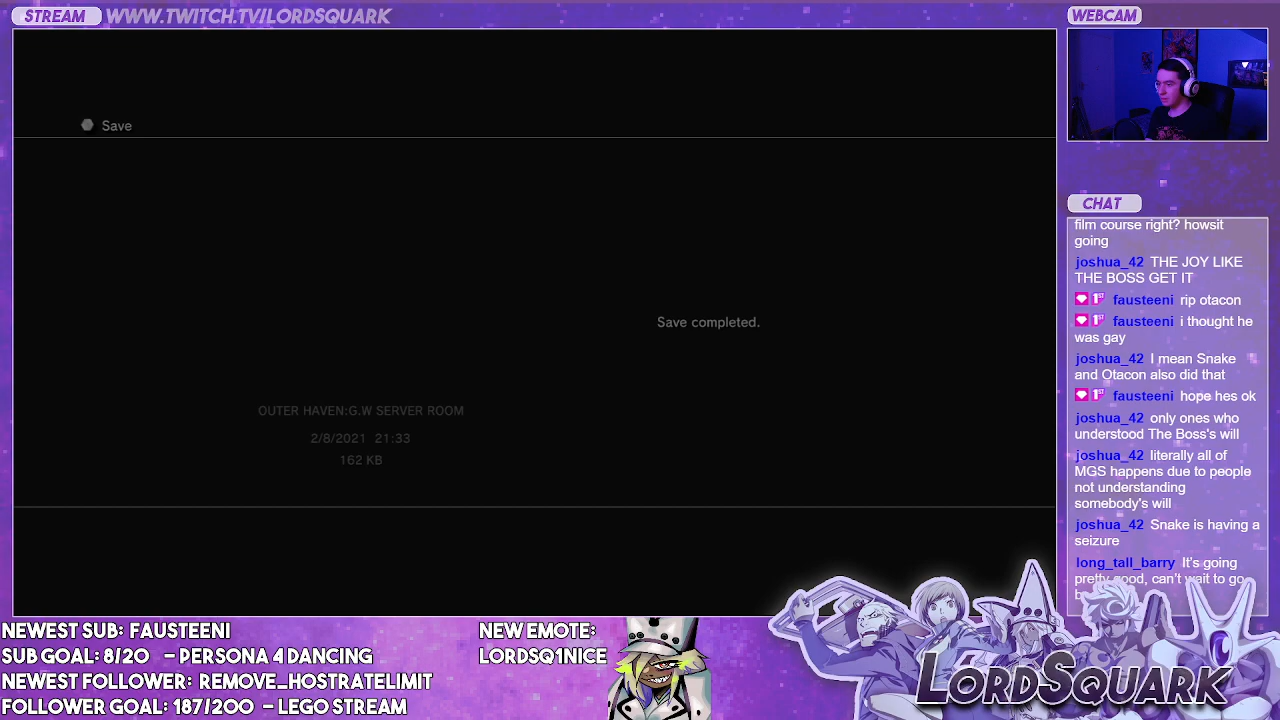 STREAM WWW.TWITCH.TV/LORDSQUARK
WEBCAM
Save
Save completed.
OUTER HAVEN:G.W SERVER ROOM
2/8/2021 21:33
162 KB
CHAT
film course right? howsit
going
joshua_42 THE JOY LIKE
THE BOSS GET IT
1ST fausteeni rip otacon
1ST fausteeni i thought he
was gay
joshua_42 I mean Snake
and Otacon also did that
1ST fausteeni hope hes ok
joshua_42 only ones who
understood The Boss's will
joshua_42 literally all of
MGS happens due to people
not understanding
somebody's will
joshua_42 Snake is having a
seizure
long_tall_barry It's going
pretty good, can't wait to go
NEWEST SUB: FAUSTEENI
SUB GOAL: 8/20 - PERSONA 4 DANCING
NEWEST FOLLOWER: REMOVE_HOSTRATELIMIT
FOLLOWER GOAL: 187/200 - LEGO STREAM
NEW EMOTE:
LORDSQ1NICE
LORDSQUARK